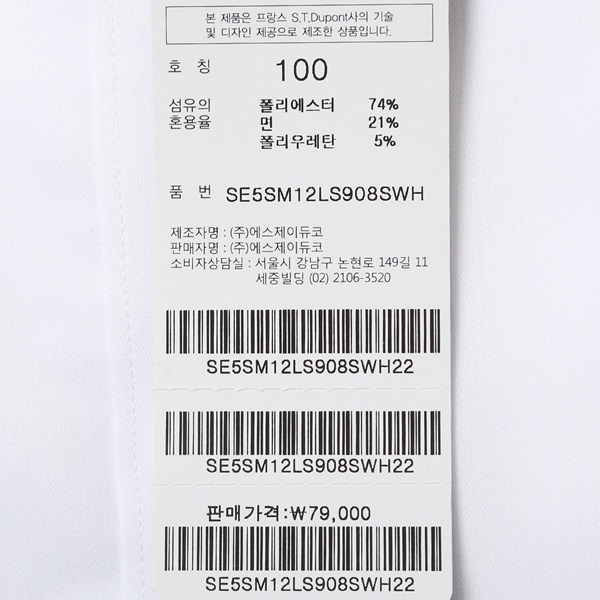 본 제품은 프랑스 S.T.Dupont사의 기술
및 디자인 제공으로 제조한 상품입니다.
호 칭 100
섬유의 폴리에스터 74%
혼용율 면 21%
폴리우레탄 5%
품 번 SE5SM12LS908SWH
제조자명 : (주)에스제이듀코
판매자명 : (주)에스제이듀코
소비자상담실 : 서울시 강남구 논현로 149길 11
세중빌딩 (02) 2106-3520
SE5SM12LS908SWH22
SE5SM12LS908SWH22
판매가격:₩79,000
SE5SM12LS908SWH22